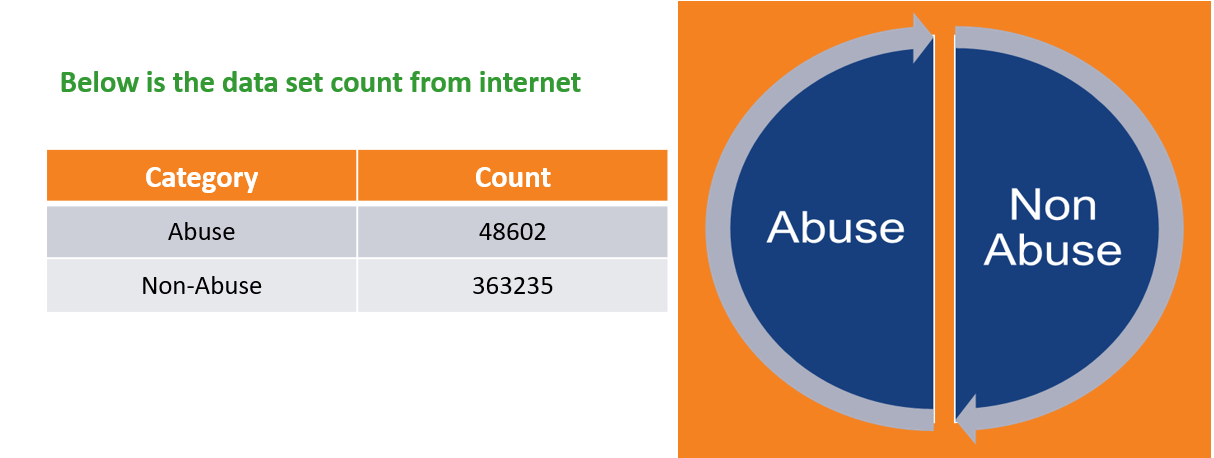 Below is the data set count from internet
Category Count
Abuse 48602
Non-Abuse 363235
Abuse
Non
Abuse